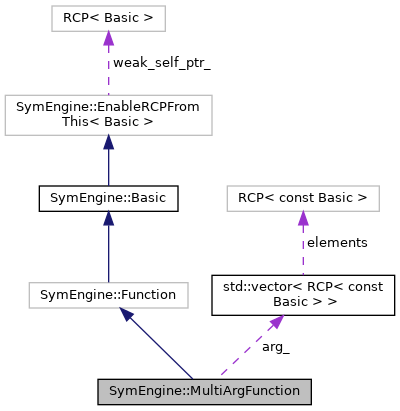 RCP< Basic >
weak_self_ptr_
SymEngine::EnableRCPFrom
This< Basic >
SymEngine::Basic
RCP< const Basic >
elements
SymEngine::Function
std::vector< RCP< const
Basic > >
arg_
SymEngine::MultiArgFunction